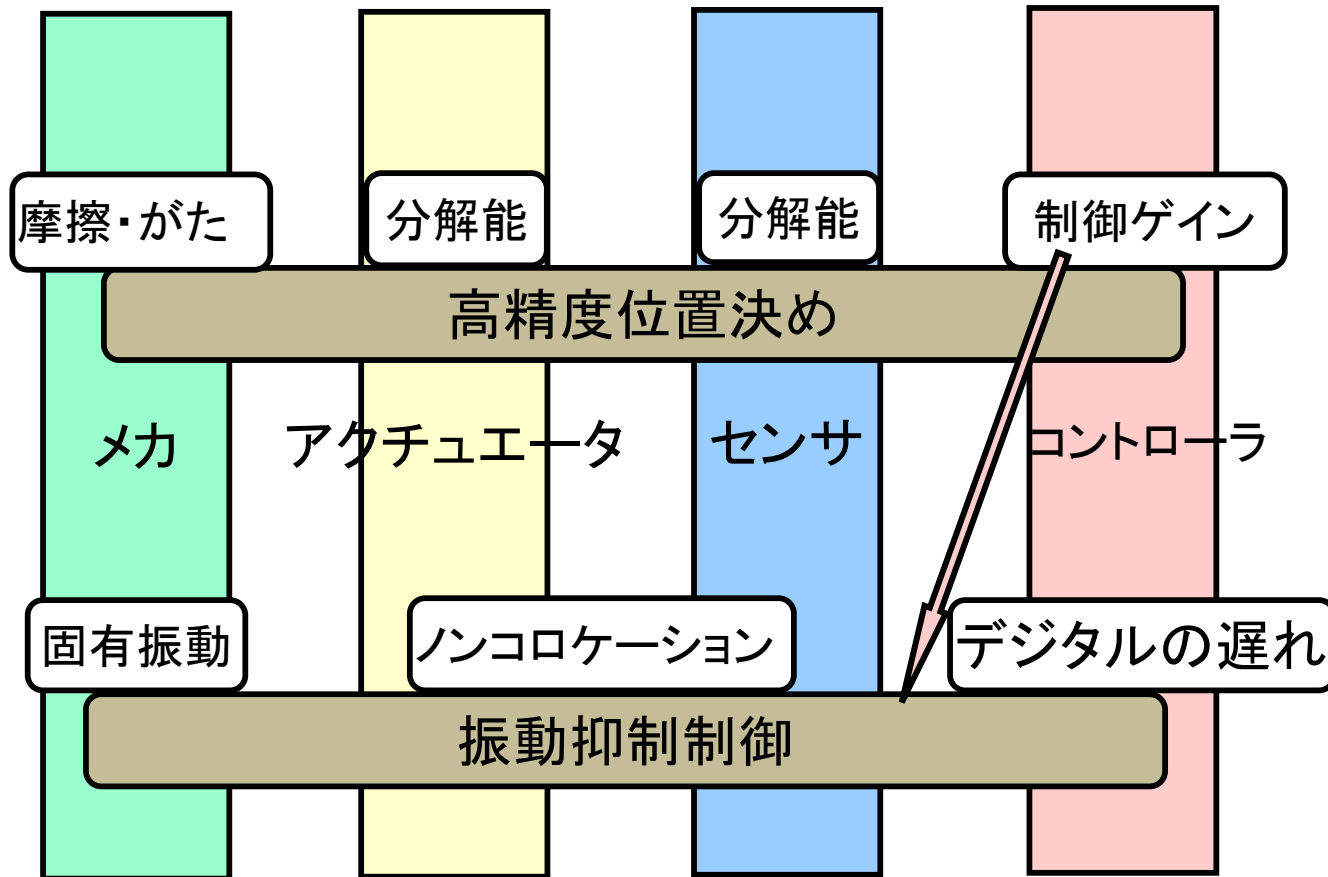 摩擦・がた
分解能
分解能
制御ゲイン
高精度位置決め
メカ
アクチュエータ
センサ
コントローラ
固有振動
ノンコロケーション
デジタルの遅れ
振動抑制制御